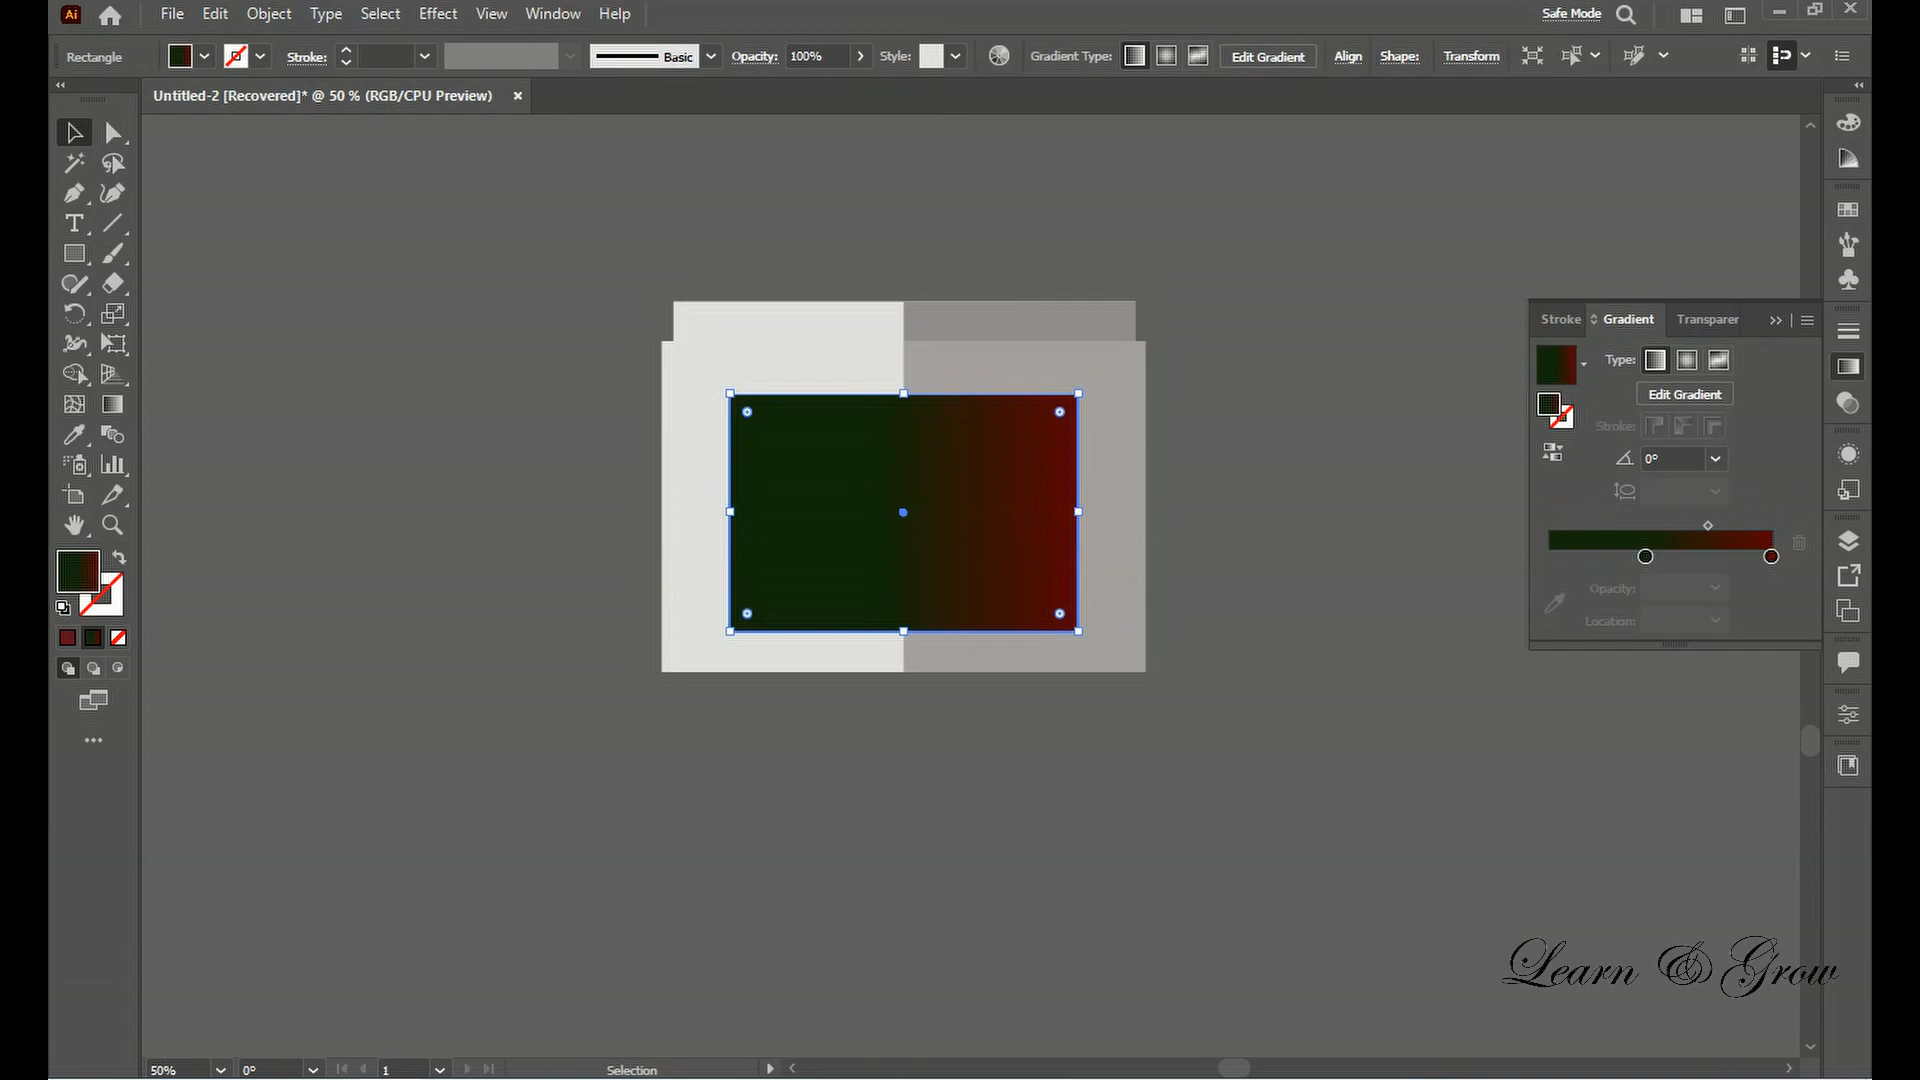 Ai File Edit Object Type Select Effect View Window Help Safe Mode
Rectangle Stroke: Basic Opacity: 100% Style: Gradient Type: Edit Gradient Align Shape: Transform
Untitled-2 [Recovered]* @ 50 % (RGB/CPU Preview) ×
Stroke Gradient Transparer
Type:
Edit Gradient
Stroke:
0°
Opacity:
Location:
Learn & Grow
50% 0° 1 Selection